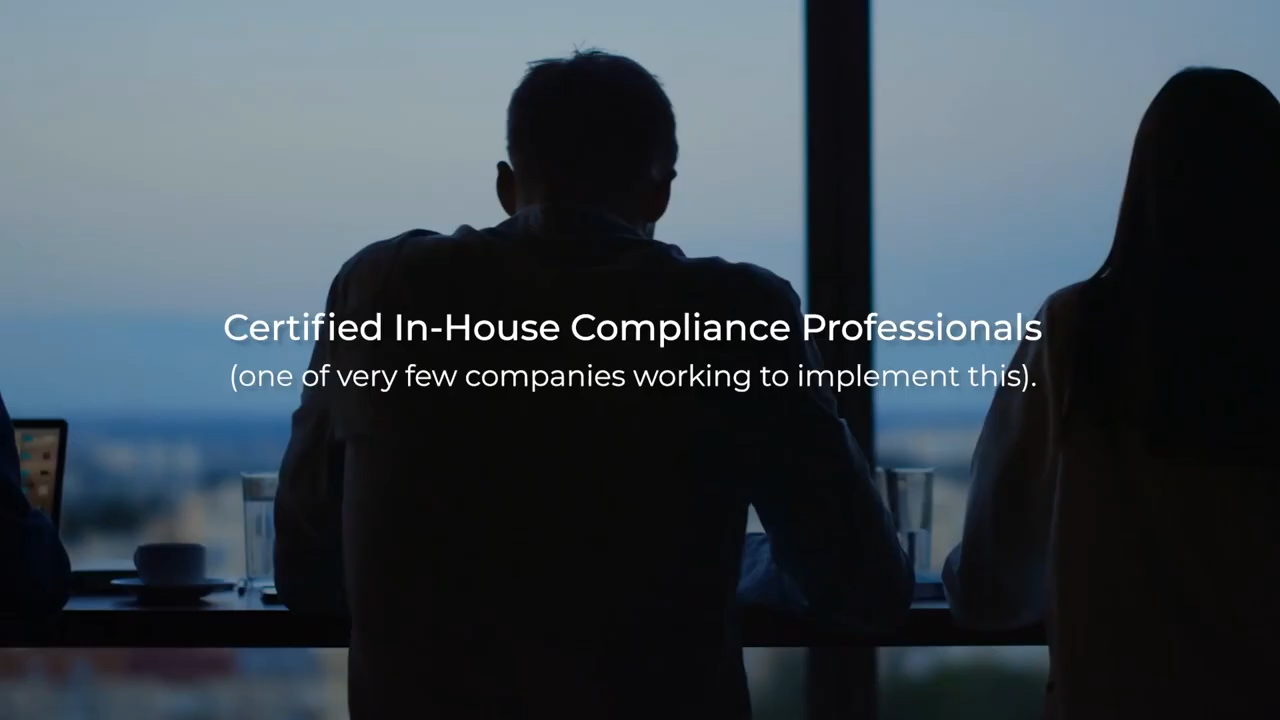 Certified In-House Compliance Professionals
(one of very few companies working to implement this).